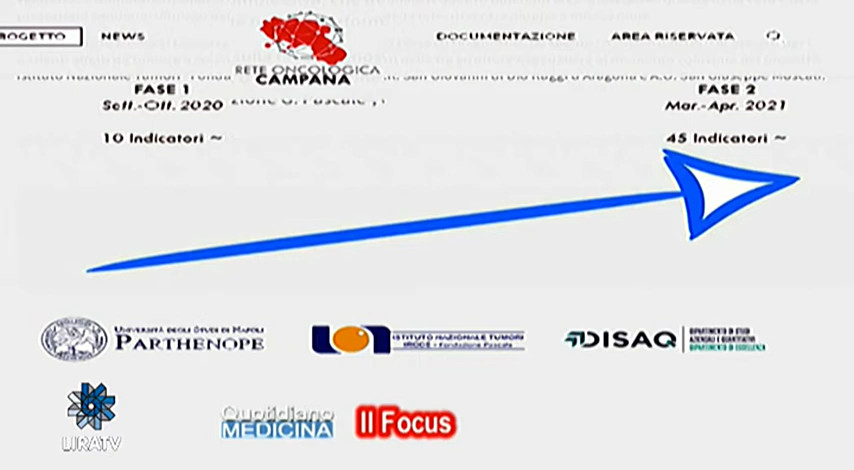 ROGETTO NEWS DOCUMENTAZIONE AREA RISERVATA
RETE ONCOLOGICA
CAMPANA
FASE 1
Sett.-Ott. 2020
10 Indicatori ~
FASE 2
Mar.-Apr. 2021
45 Indicatori ~
UNIVERSITÀ DEGLI STUDI DI NAPOLI
PARTHENOPE
ISTITUTO NAZIONALE TUMORI
IRCCS - Fondazione Pascale
DISAQ
DIPARTIMENTO DI STUDI
AZIENDALI E QUANTITATIVI
DIPARTIMENTO DI ECCELLENZA
LIRATV
Quotidiano
MEDICINA
Il Focus